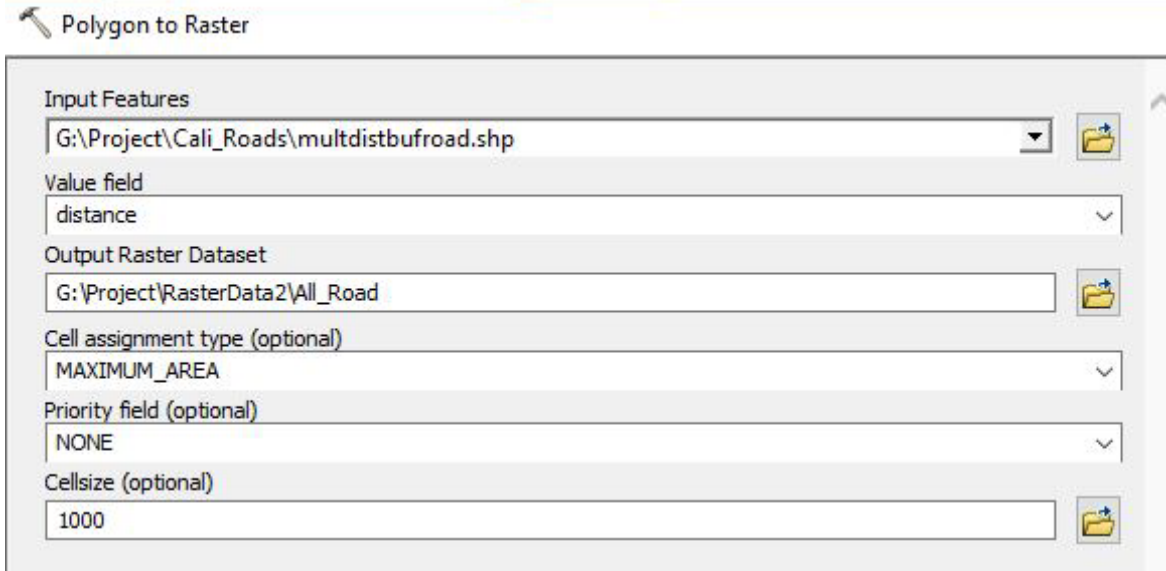 Polygon to Raster
Input Features
G:\Project\Cali_Roads\multdistbufroad.shp
Value field
distance
Output Raster Dataset
G:\Project\RasterData2\All_Road
Cell assignment type (optional)
MAXIMUM_AREA
Priority field (optional)
NONE
Cellsize (optional)
1000